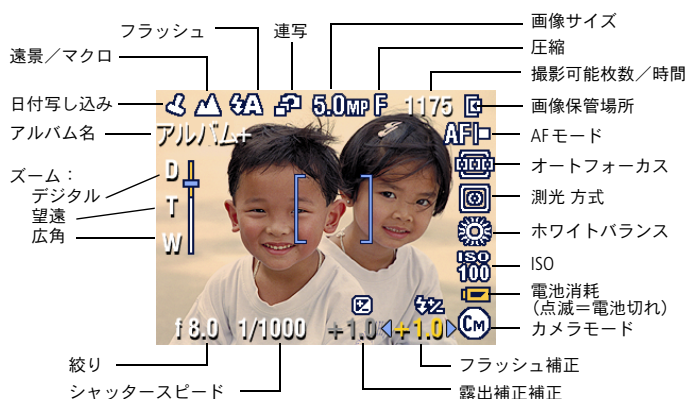 フラッシュ
連写
画像サイズ
圧縮
遠景／マクロ
撮影可能枚数／時間
日付写し込み
A
5.0MP F 1175
画像保管場所
アルバム名
アルバム+
AF
AFモード
ズーム：
デジタル
望遠
広角
D
T
W
オートフォーカス
測光 方式
ホワイトバランス
ISO
100
ISO
電池消耗
(点滅＝電池切れ)
f 8.0 1/1000 +1.0 +1.0
CM
カメラモード
絞り
フラッシュ補正
シャッタースピード
露出補正補正